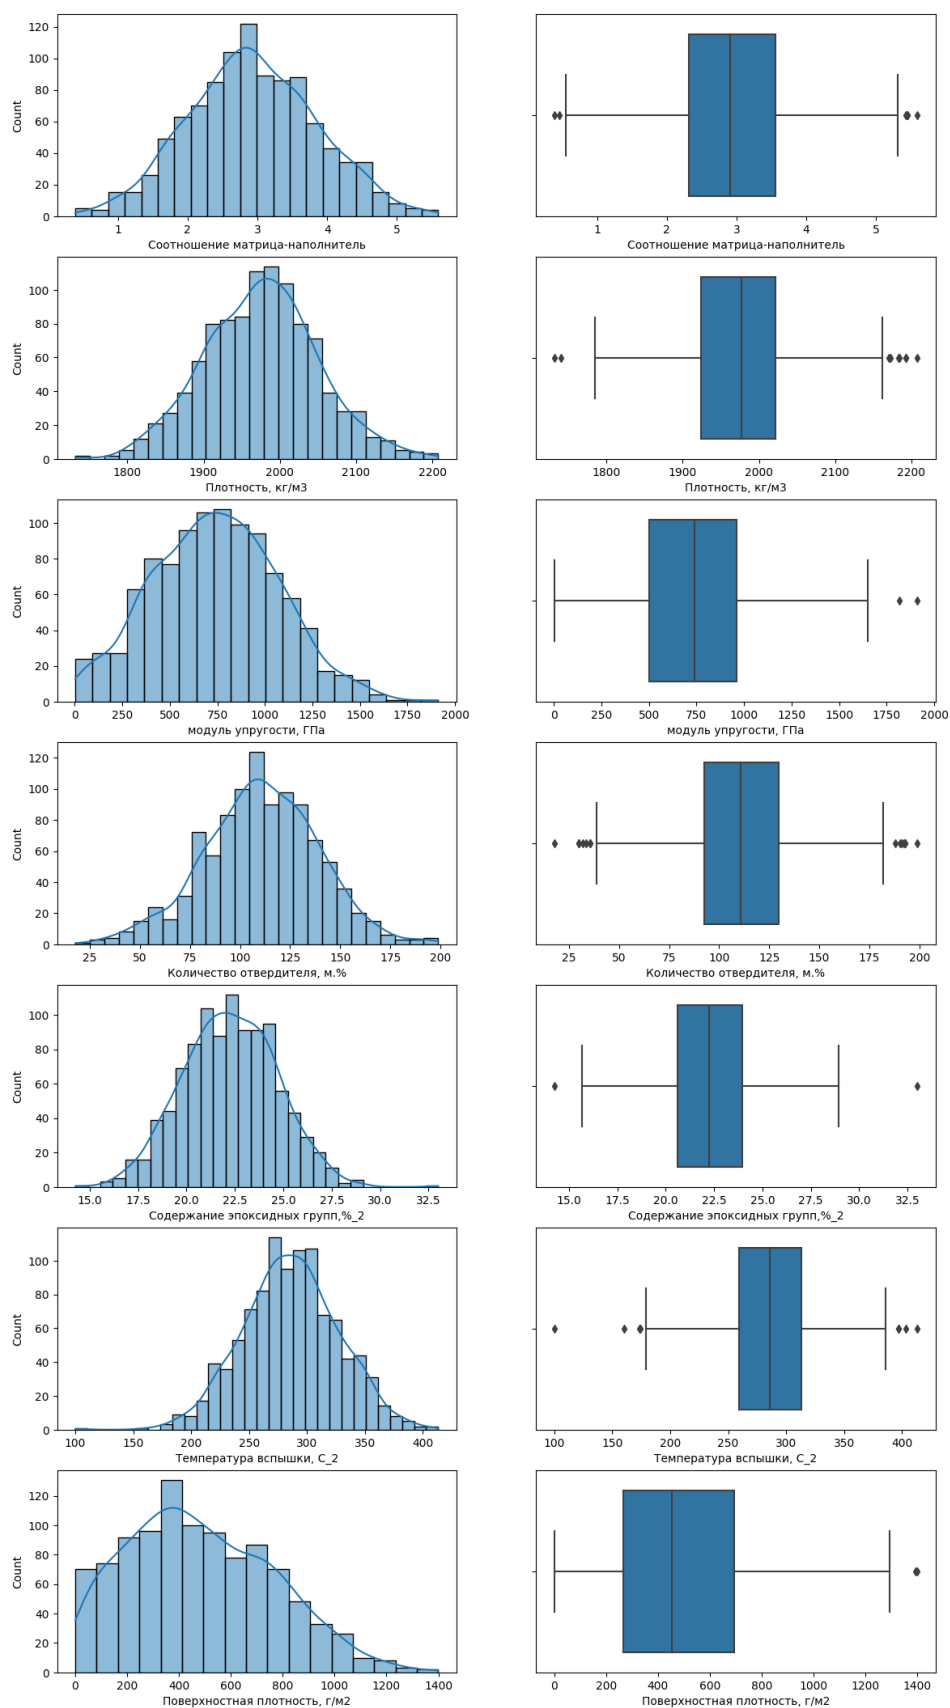 120
100
80
60
40
20
0
Count
1 2 3 4 5
Соотношение матрица-наполнитель
1 2 3 4 5
Соотношение матрица-наполнитель
100
80
60
40
20
0
Count
1800 1900 2000 2100 2200
Плотность, кг/м3
1800 1900 2000 2100 2200
Плотность, кг/м3
100
80
60
40
20
0
Count
0 250 500 750 1000 1250 1500 1750 2000
модуль упругости, ГПа
0 250 500 750 1000 1250 1500 1750 2000
модуль упругости, ГПа
120
100
80
60
40
20
0
Count
25 50 75 100 125 150 175 200
Количество отвердителя, м.%
25 50 75 100 125 150 175 200
Количество отвердителя, м.%
100
80
60
40
20
0
Count
15.0 17.5 20.0 22.5 25.0 27.5 30.0 32.5
Содержание эпоксидных групп,%_2
15.0 17.5 20.0 22.5 25.0 27.5 30.0 32.5
Содержание эпоксидных групп,%_2
100
80
60
40
20
0
Count
100 150 200 250 300 350 400
Температура вспышки, С_2
100 150 200 250 300 350 400
Температура вспышки, С_2
120
100
80
60
40
20
0
Count
0 200 400 600 800 1000 1200 1400
Поверхностная плотность, г/м2
0 200 400 600 800 1000 1200 1400
Поверхностная плотность, г/м2